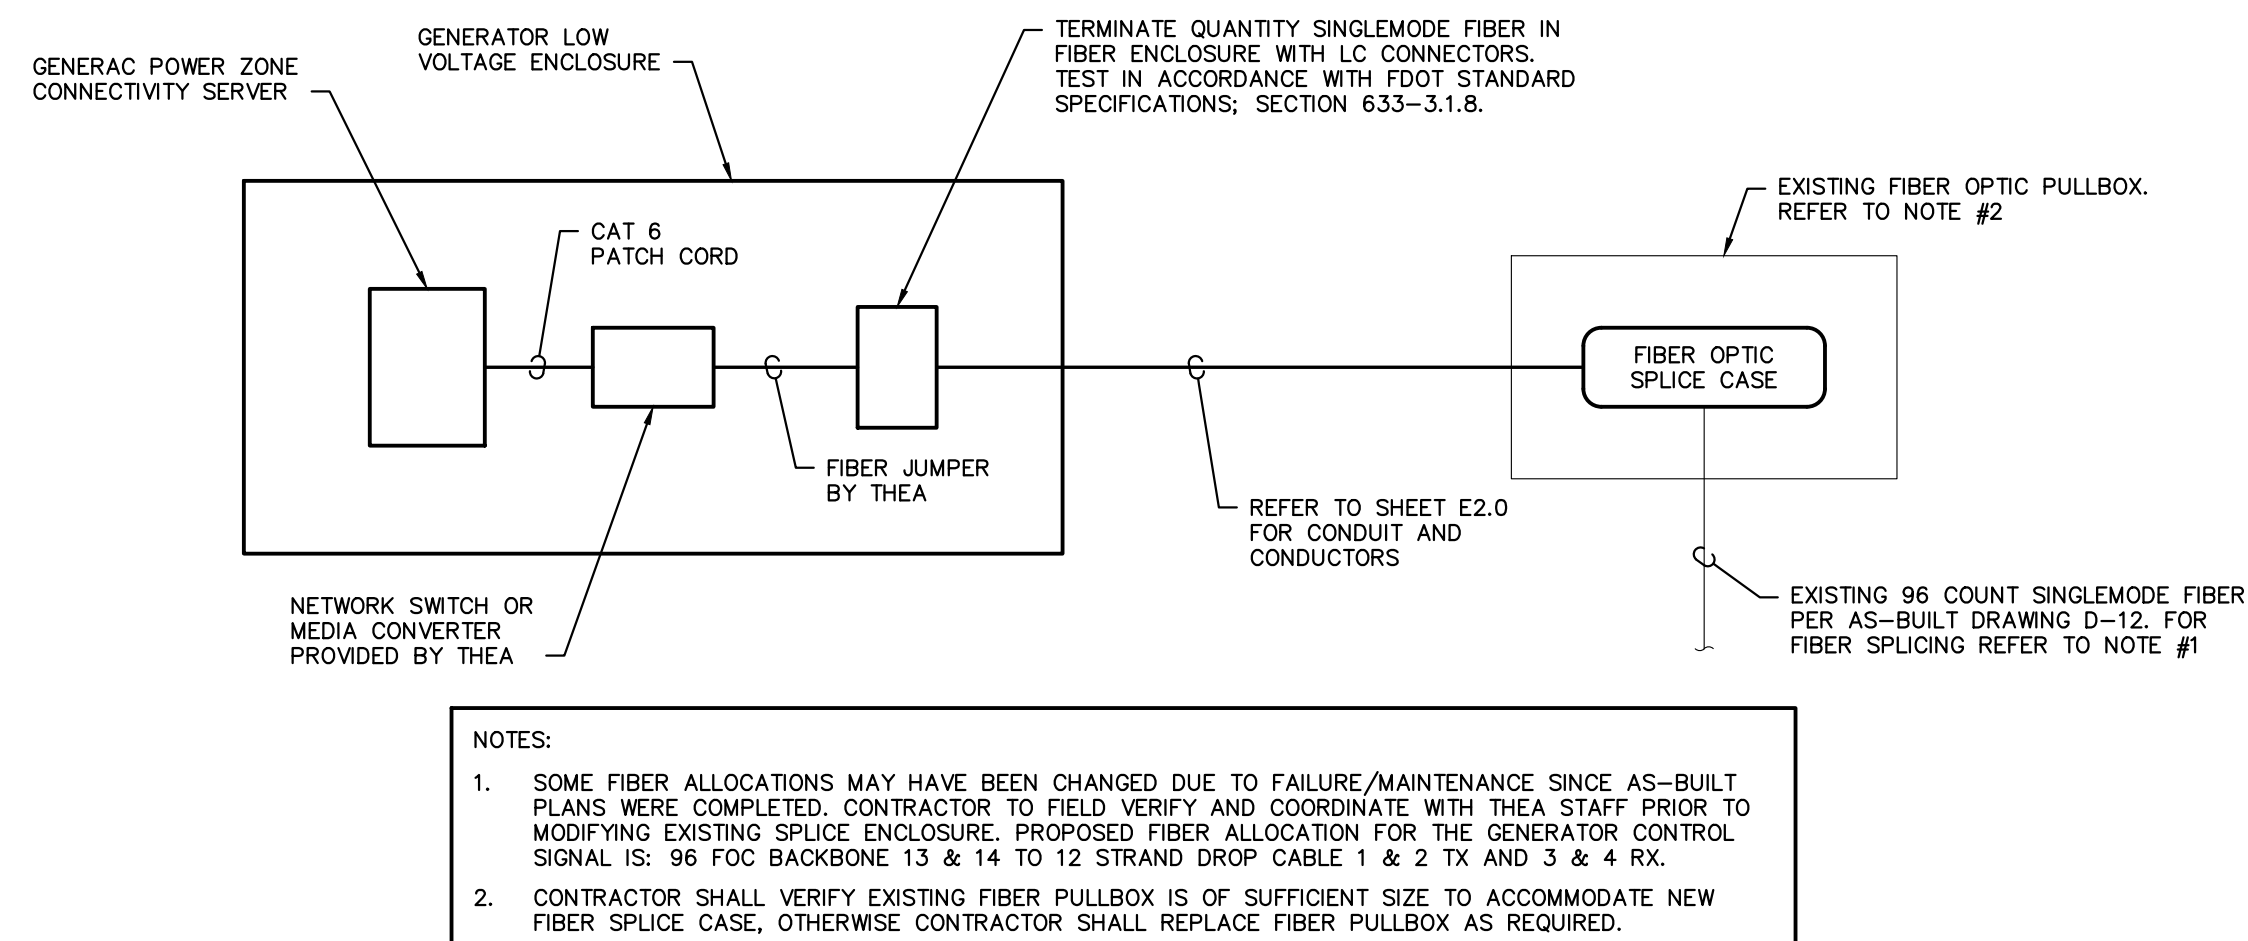 GENERAC POWER ZONE
CONNECTIVITY SERVER
GENERATOR LOW
VOLTAGE ENCLOSURE
TERMINATE QUANTITY SINGLEMODE FIBER IN
FIBER ENCLOSURE WITH LC CONNECTORS.
TEST IN ACCORDANCE WITH FDOT STANDARD
SPECIFICATIONS; SECTION 633-3.1.8.
EXISTING FIBER OPTIC PULLBOX.
REFER TO NOTE #2
CAT 6
PATCH CORD
FIBER OPTIC
SPLICE CASE
FIBER JUMPER
BY THEA
REFER TO SHEET E2.0
FOR CONDUIT AND
CONDUCTORS
NETWORK SWITCH OR
MEDIA CONVERTER
PROVIDED BY THEA
EXISTING 96 COUNT SINGLEMODE FIBER
PER AS-BUILT DRAWING D-12. FOR
FIBER SPLICING REFER TO NOTE #1
NOTES:
1. SOME FIBER ALLOCATIONS MAY HAVE BEEN CHANGED DUE TO FAILURE/MAINTENANCE SINCE AS-BUILT
PLANS WERE COMPLETED. CONTRACTOR TO FIELD VERIFY AND COORDINATE WITH THEA STAFF PRIOR TO
MODIFYING EXISTING SPLICE ENCLOSURE. PROPOSED FIBER ALLOCATION FOR THE GENERATOR CONTROL
SIGNAL IS: 96 FOC BACKBONE 13 & 14 TO 12 STRAND DROP CABLE 1 & 2 TX AND 3 & 4 RX.
2. CONTRACTOR SHALL VERIFY EXISTING FIBER PULLBOX IS OF SUFFICIENT SIZE TO ACCOMMODATE NEW
FIBER SPLICE CASE, OTHERWISE CONTRACTOR SHALL REPLACE FIBER PULLBOX AS REQUIRED.